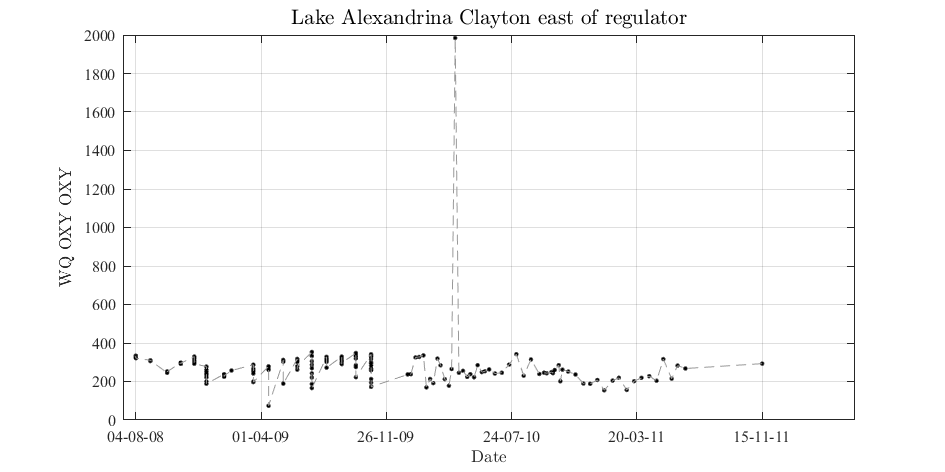 Lake Alexandrina Clayton east of regulator
WQ OXY OXY
2000
1800
1600
1400
1200
1000
800
600
400
200
0
04-08-08 01-04-09 26-11-09 24-07-10 20-03-11 15-11-11
Date